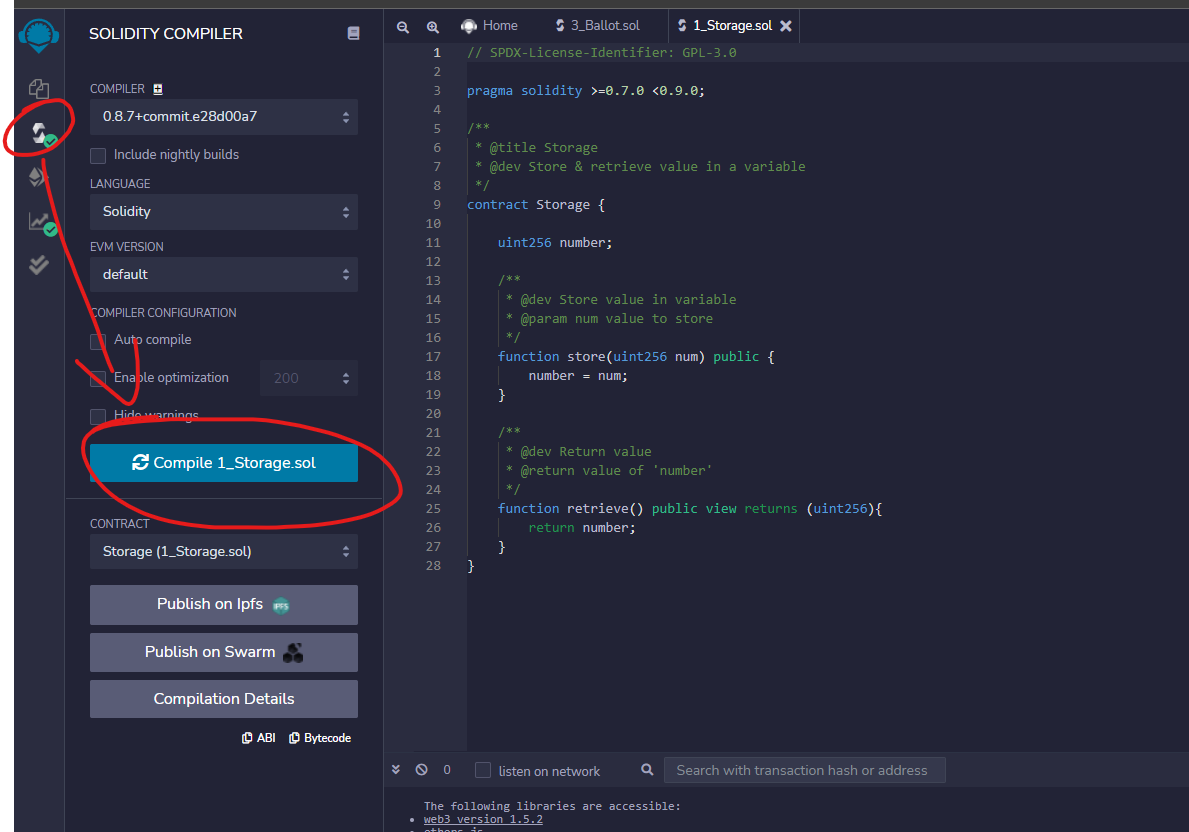 SOLIDITY COMPILER
COMPILER
0.8.7+commit.e28d00a7
Include nightly builds
LANGUAGE
Solidity
EVM VERSION
default
COMPILER CONFIGURATION
Auto compile
Enable optimization 200
Hide warnings
Compile 1_Storage.sol
CONTRACT
Storage (1_Storage.sol)
Publish on Ipfs IPFS
Publish on Swarm
Compilation Details
ABI Bytecode
Home 3_Ballot.sol 1_Storage.sol
1 // SPDX-License-Identifier: GPL-3.0
2
3 pragma solidity >=0.7.0 <0.9.0;
4
5 /**
6 * @title Storage
7 * @dev Store & retrieve value in a variable
8 */
9 contract Storage {
10
11 uint256 number;
12
13 /**
14 * @dev Store value in variable
15 * @param num value to store
16 */
17 function store(uint256 num) public {
18 number = num;
19 }
20
21 /**
22 * @dev Return value
23 * @return value of 'number'
24 */
25 function retrieve() public view returns (uint256){
26 return number;
27 }
28 }
0 listen on network Search with transaction hash or address
The following libraries are accessible:
• web3 version 1.5.2
• ethers.js